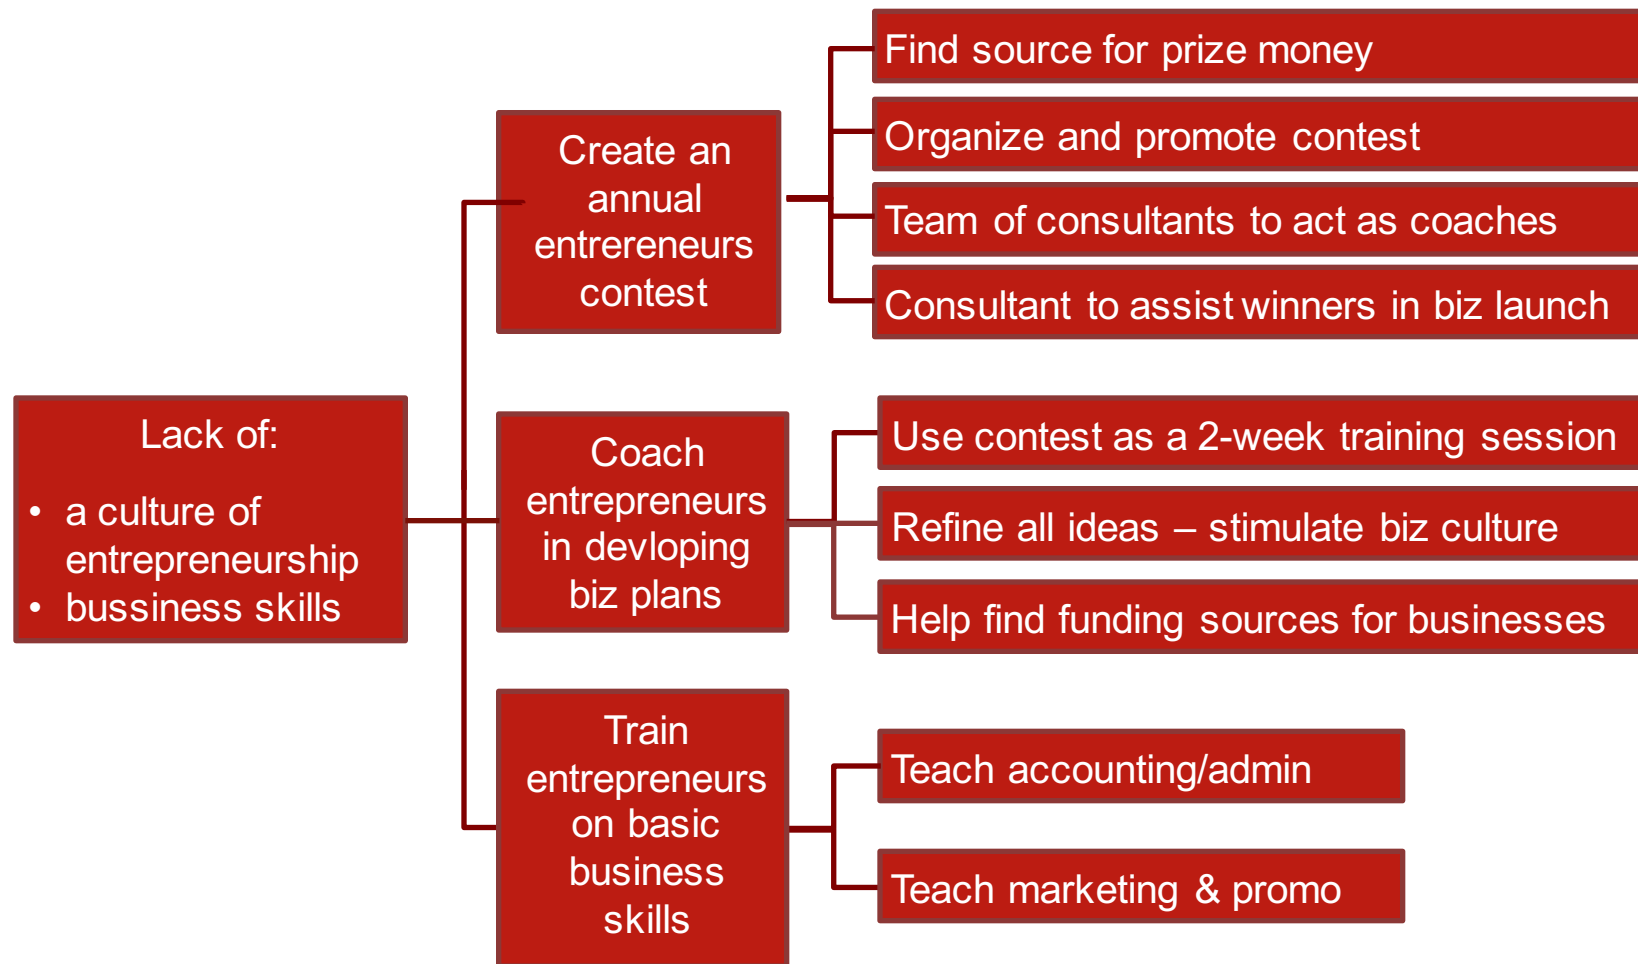 Lack of:
• a culture of
entrepreneurship
• bussiness skills
Create an
annual
entrereneurs
contest
Find source for prize money
Organize and promote contest
Team of consultants to act as coaches
Consultant to assist winners in biz launch
Coach
entrepreneurs
in devloping
biz plans
Use contest as a 2-week training session
Refine all ideas – stimulate biz culture
Help find funding sources for businesses
Train
entrepreneurs
on basic
business
skills
Teach accounting/admin
Teach marketing & promo